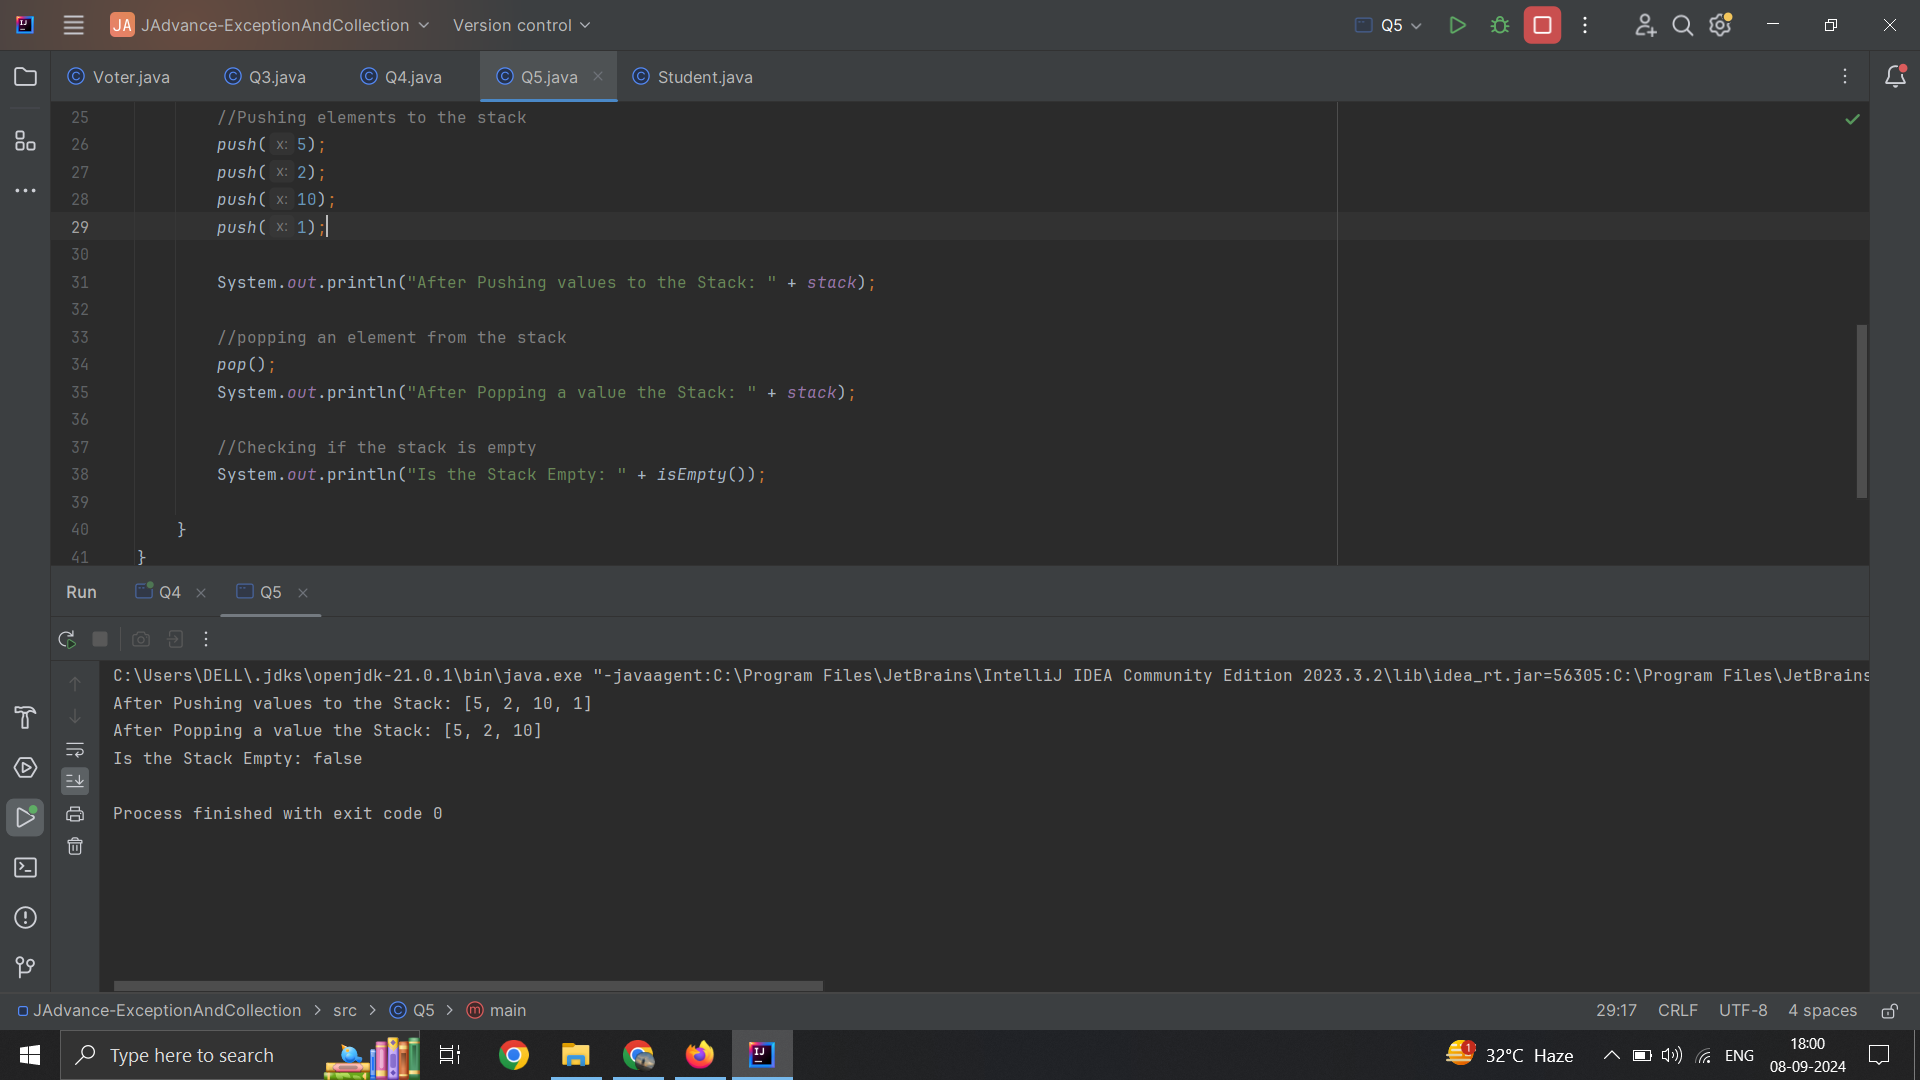 JA JAdvance-ExceptionAndCollection Version control Q5
Voter.java Q3.java Q4.java Q5.java Student.java
25 //Pushing elements to the stack
26 push( x: 5);
27 push( x: 2);
28 push( x: 10);
29 push( x: 1);
30
31 System.out.println("After Pushing values to the Stack: " + stack);
32
33 //popping an element from the stack
34 pop();
35 System.out.println("After Popping a value the Stack: " + stack);
36
37 //Checking if the stack is empty
38 System.out.println("Is the Stack Empty: " + isEmpty());
39
40 }
41 }
Run Q4 Q5
C:\Users\DELL\.jdks\openjdk-21.0.1\bin\java.exe "-javaagent:C:\Program Files\JetBrains\IntelliJ IDEA Community Edition 2023.3.2\lib\idea_rt.jar=56305:C:\Program Files\JetBrains
After Pushing values to the Stack: [5, 2, 10, 1]
After Popping a value the Stack: [5, 2, 10]
Is the Stack Empty: false
Process finished with exit code 0
JAdvance-ExceptionAndCollection > src > Q5 > main 29:17 CRLF UTF-8 4 spaces
Type here to search 1 32°C Haze ENG 18:00
08-09-2024